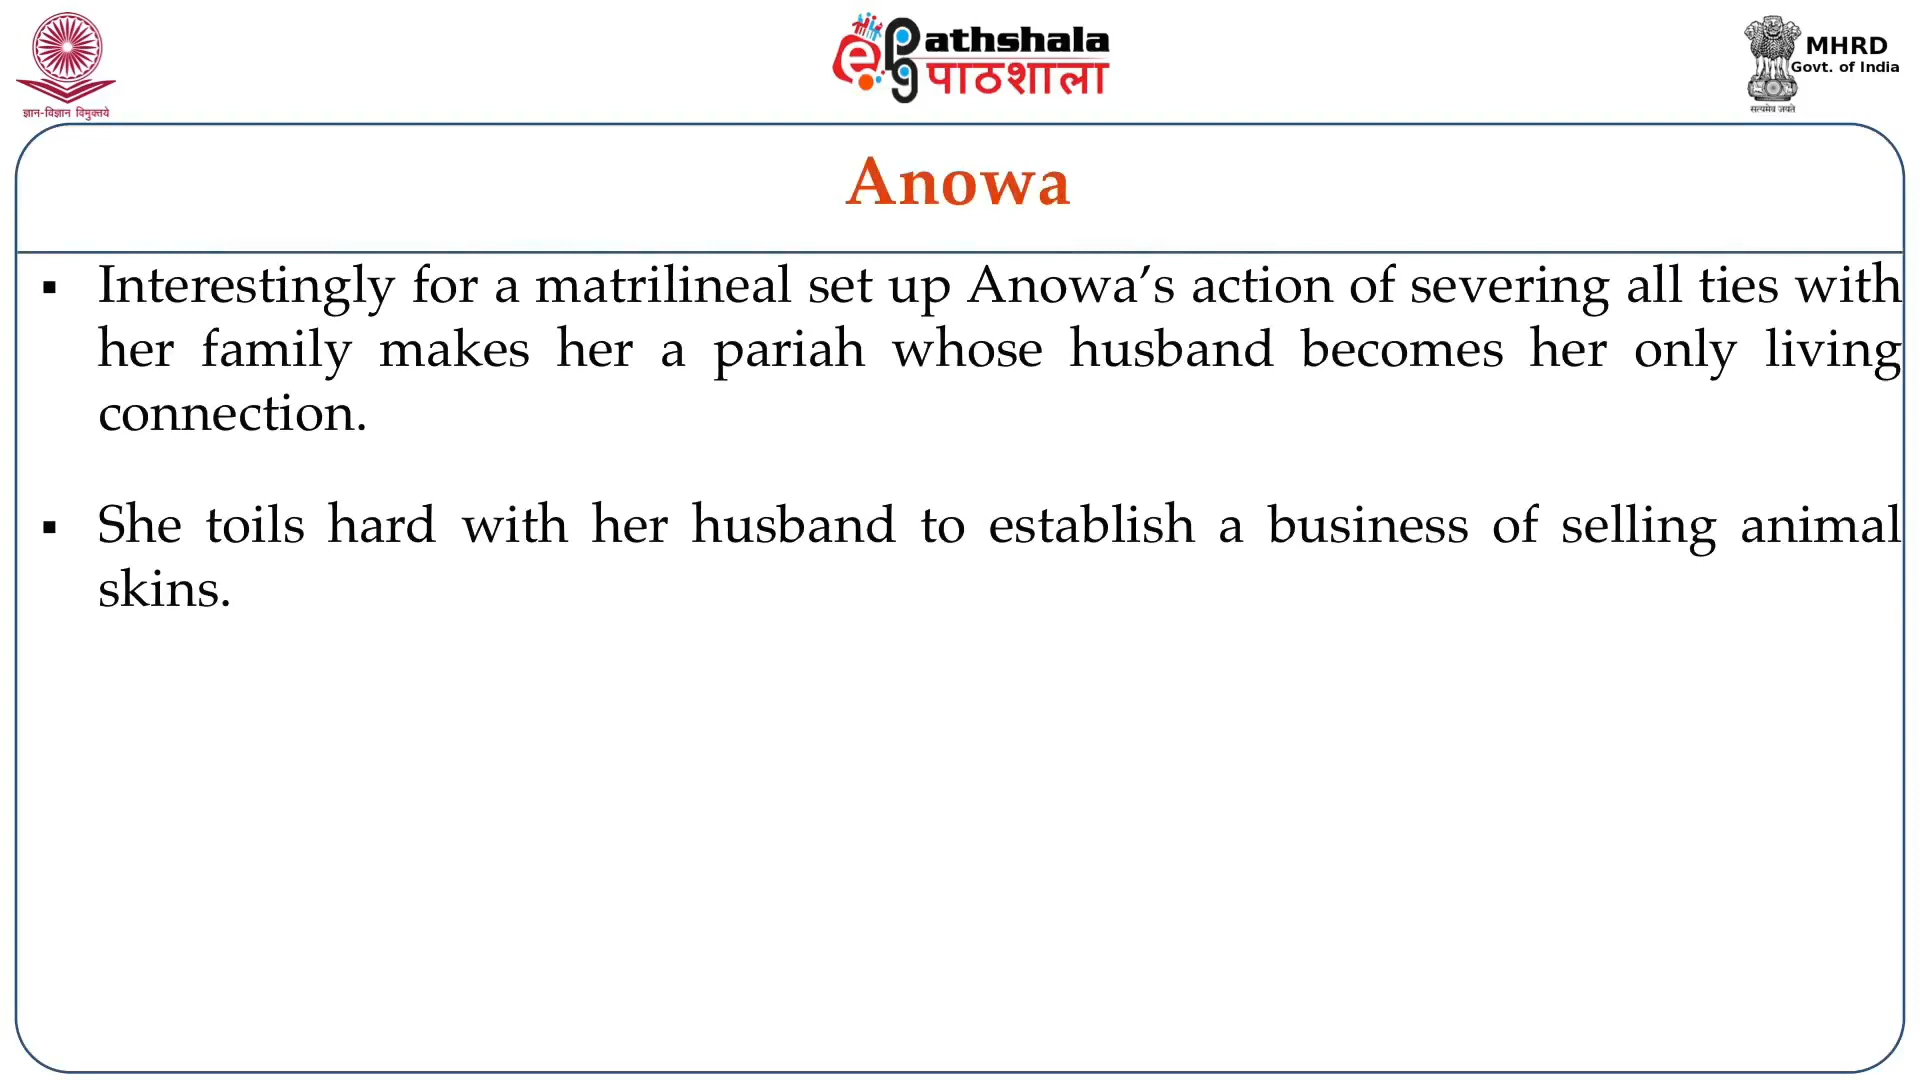 ज्ञान-विज्ञान विमुक्तये
ePathshala
पाठशाला
MHRD
Govt. of India
सत्यमेव जयते
Anowa
▪ Interestingly for a matrilineal set up Anowa’s action of severing all ties with
her family makes her a pariah whose husband becomes her only living
connection.
▪ She toils hard with her husband to establish a business of selling animal
skins.